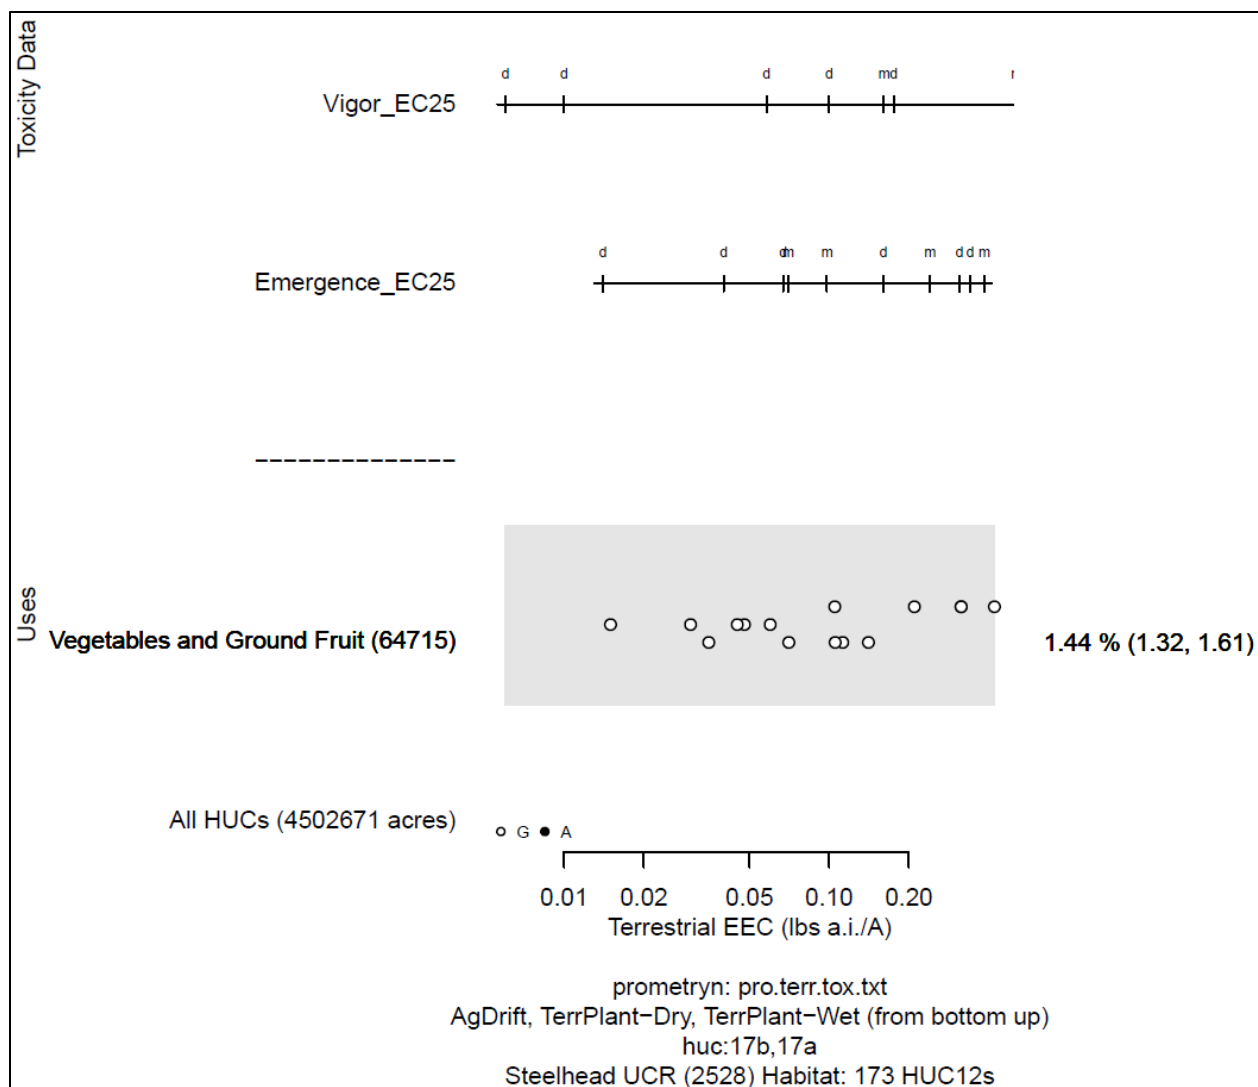 Toxicity Data
d d d d m d
Vigor_EC25
d d d m m d m d d m
Emergence_EC25
--------------
Uses
Vegetables and Ground Fruit (64715)
1.44 % (1.32, 1.61)
All HUCs (4502671 acres)
G A
0.01 0.02 0.05 0.10 0.20
Terrestrial EEC (lbs a.i./A)
prometryn: pro.terr.tox.txt
AgDrift, TerrPlant−Dry, TerrPlant−Wet (from bottom up)
huc:17b,17a
Steelhead UCR (2528) Habitat: 173 HUC12s